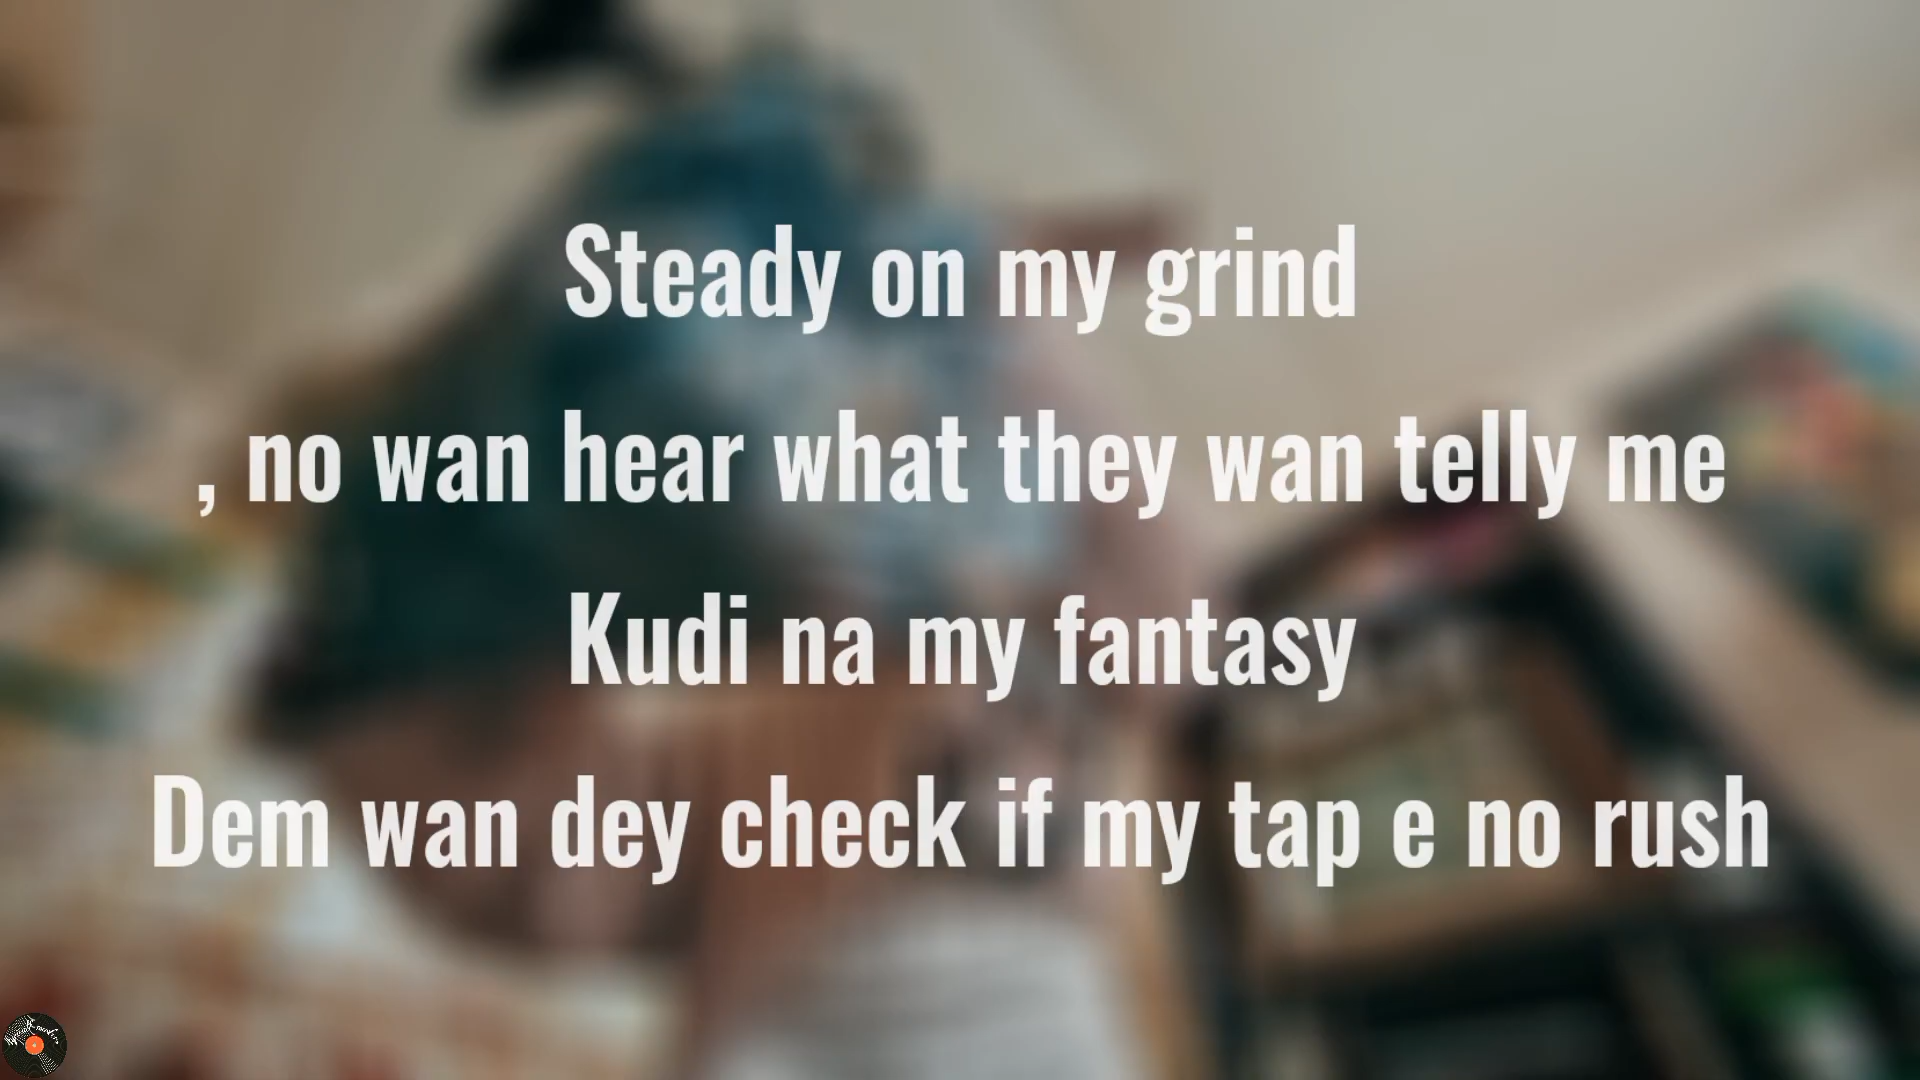 Steady on my grind
, no wan hear what they wan telly me
Kudi na my fantasy
Dem wan dey check if my tap e no rush